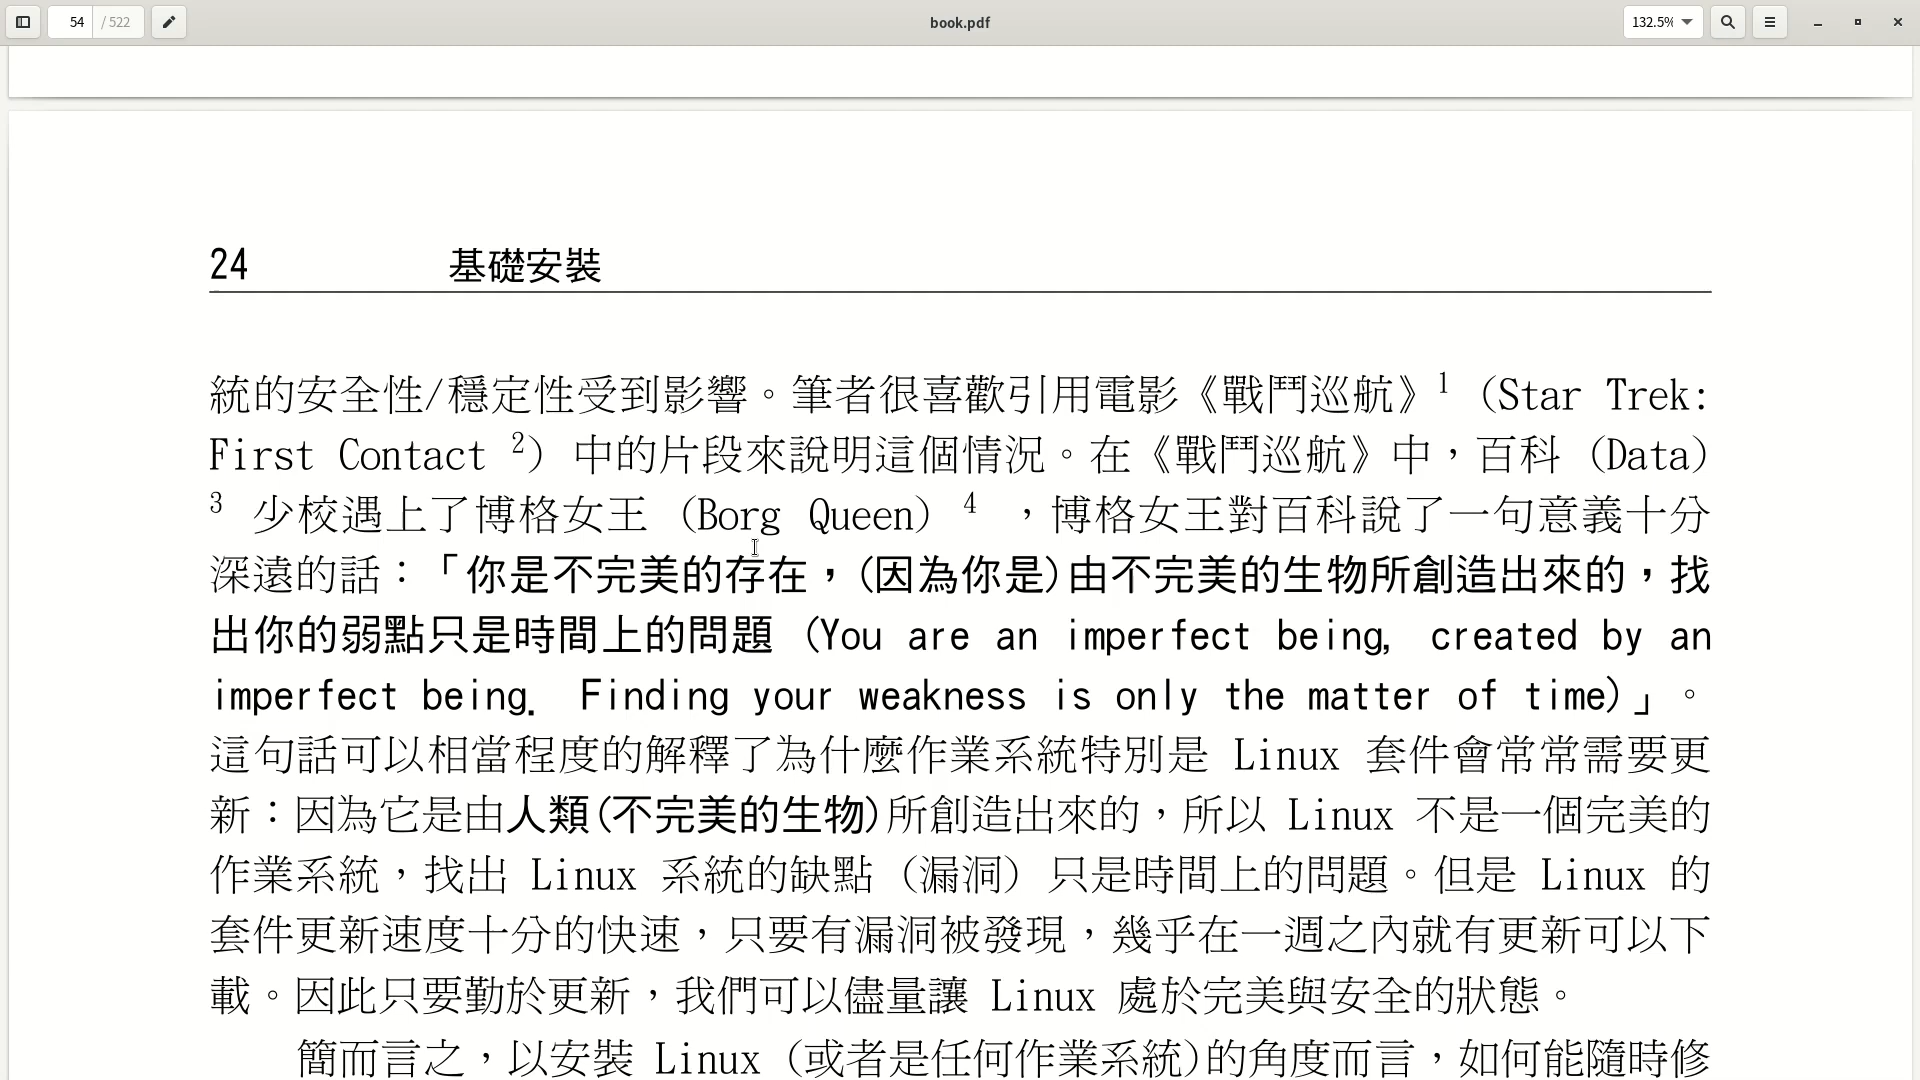 54 / 522 book.pdf 132.5%
24 基礎安裝
統的安全性/穩定性受到影響。筆者很喜歡引用電影《戰鬥巡航》1 (Star Trek:
First Contact 2) 中的片段來說明這個情況。在《戰鬥巡航》中，百科 (Data)
3 少校遇上了博格女王 (Borg Queen) 4 ，博格女王對百科說了一句意義十分
深遠的話：「你是不完美的存在，(因為你是)由不完美的生物所創造出來的，找
出你的弱點只是時間上的問題 (You are an imperfect being, created by an
imperfect being. Finding your weakness is only the matter of time)」。
這句話可以相當程度的解釋了為什麼作業系統特別是 Linux 套件會常常需要更
新：因為它是由人類(不完美的生物)所創造出來的，所以 Linux 不是一個完美的
作業系統，找出 Linux 系統的缺點 (漏洞) 只是時間上的問題。但是 Linux 的
套件更新速度十分的快速，只要有漏洞被發現，幾乎在一週之內就有更新可以下
載。因此只要勤於更新，我們可以儘量讓 Linux 處於完美與安全的狀態。
簡而言之，以安裝 Linux (或者是任何作業系統)的角度而言，如何能隨時修